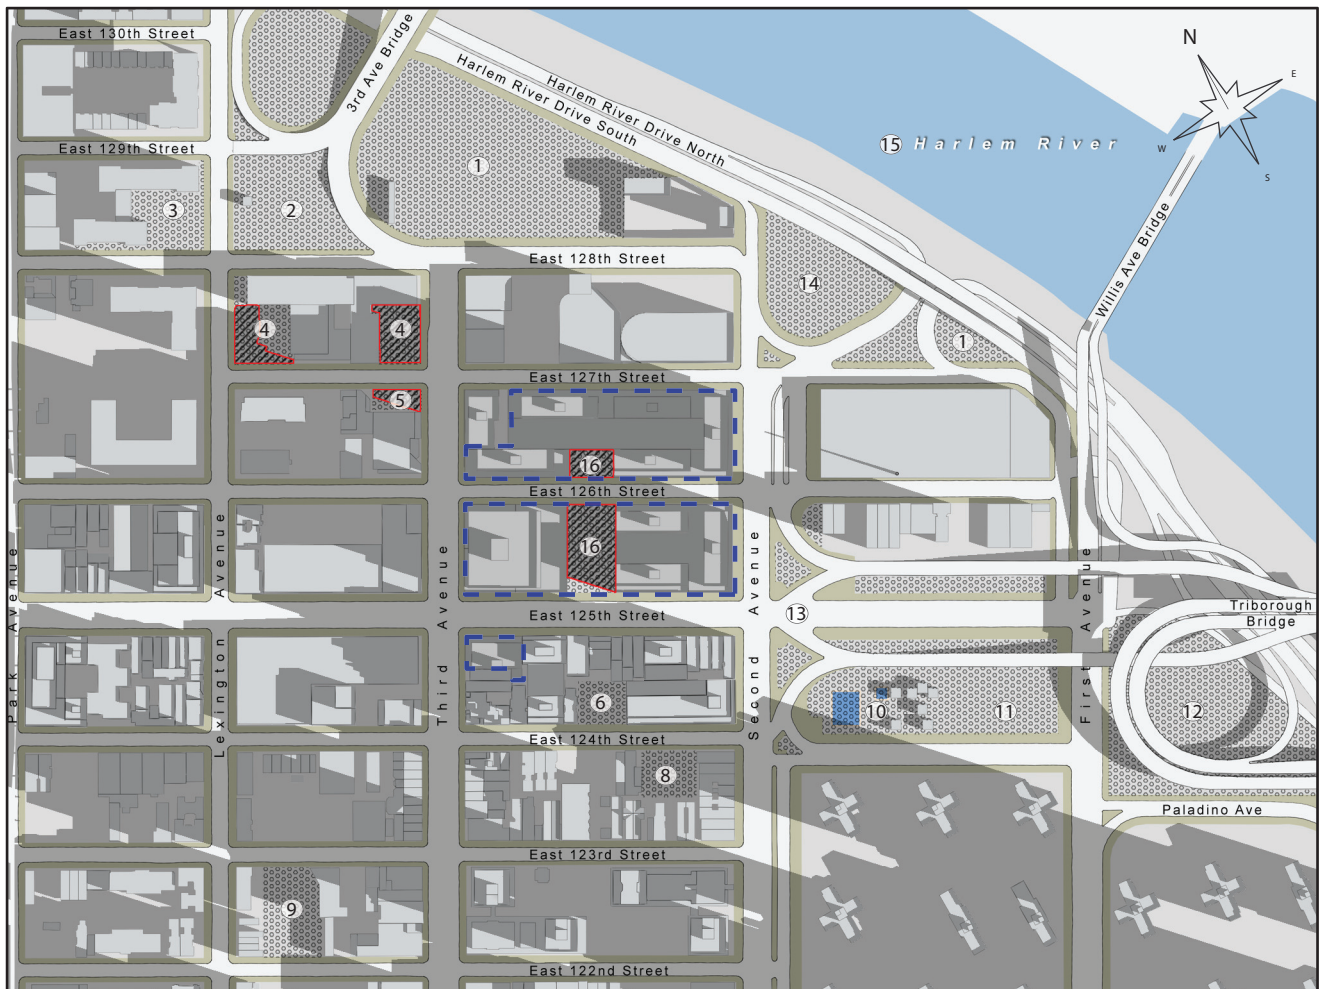 East 130th Street
3rd Ave Bridge
Harlem River Drive North
Harlem River Drive South
N
E
W
S
15 Harlem River
East 129th Street
1
3
2
Willis Ave Bridge
East 128th Street
14
4
4
1
East 127th Street
5
16
East 126th Street
16
Park Avenue
Lexington Avenue
Third Avenue
Second Avenue
First Avenue
East 125th Street
13
Triborough
Bridge
6
10
11
12
East 124th Street
8
Paladino Ave
East 123rd Street
9
East 122nd Street